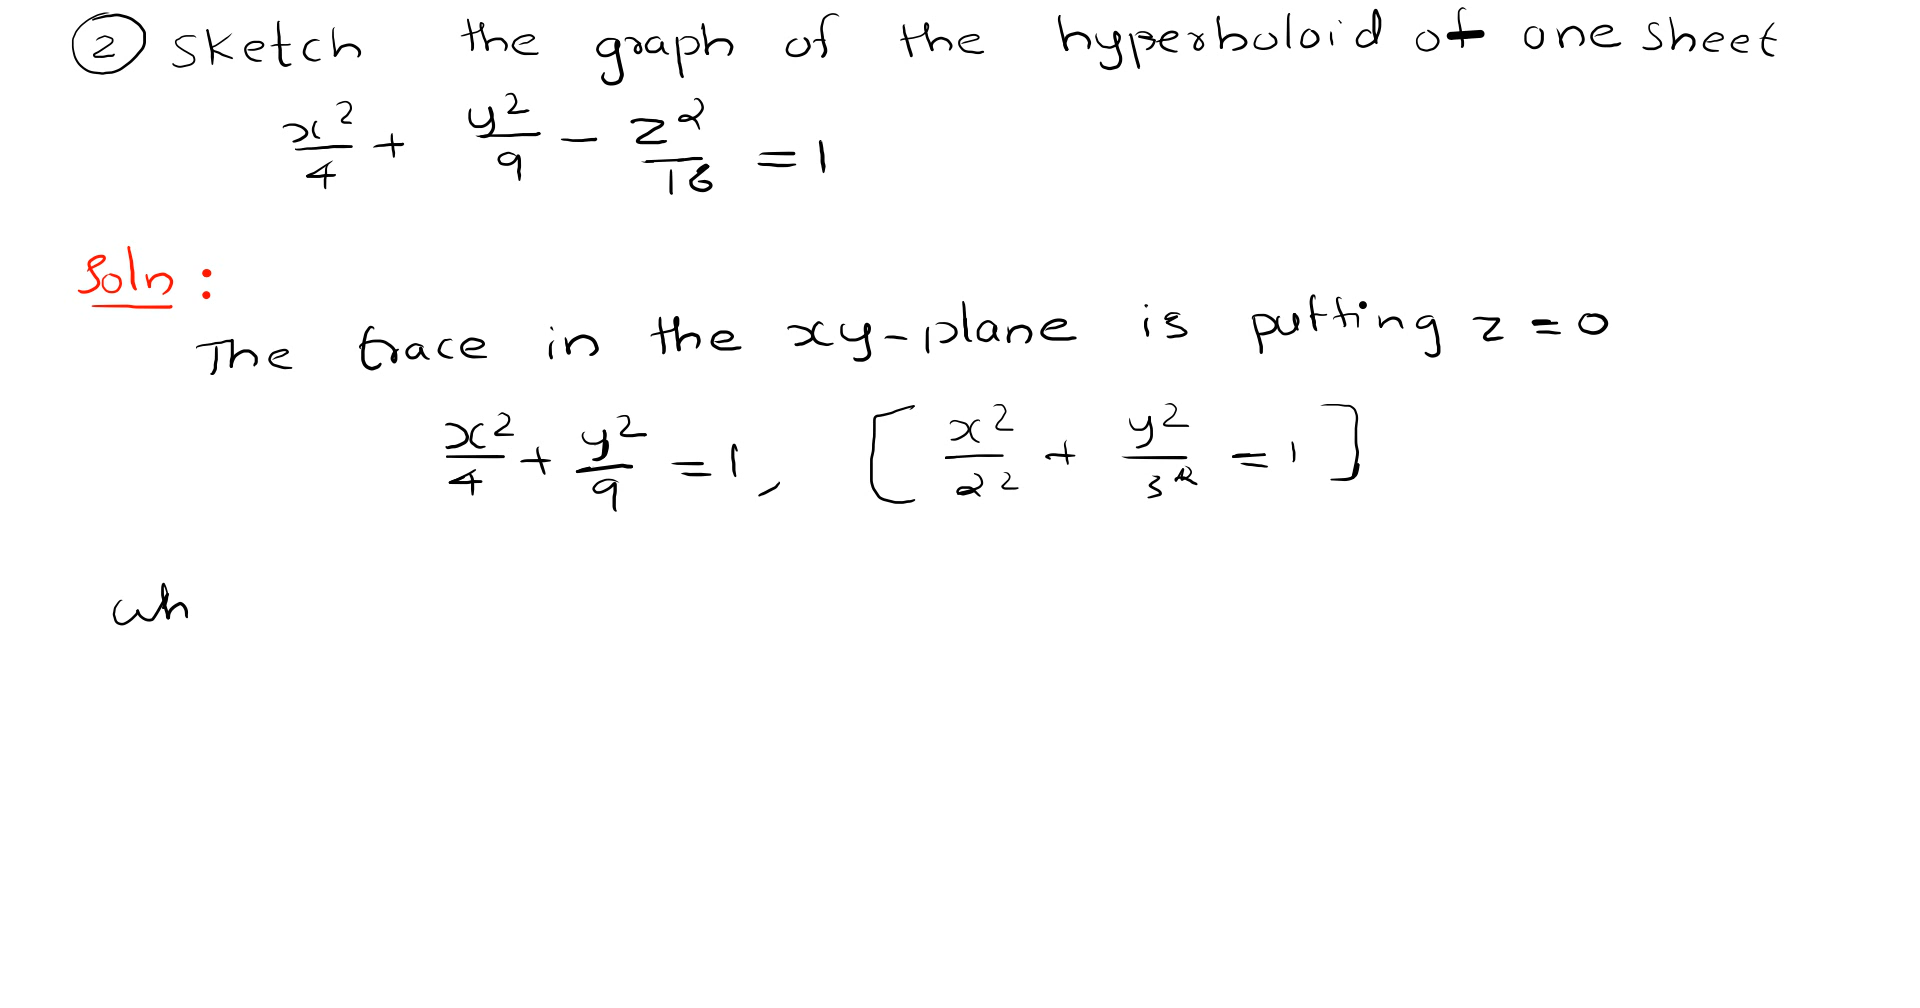 ② Sketch the graph of the hyperboloid of one sheet
x²/4 + y²/9 - z²/16 = 1
Soln :
The trace in the xy-plane is putting z = 0
x²/4 + y²/9 = 1, [ x²/2² + y²/3² = 1 ]
wh